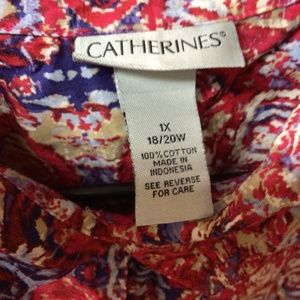 CATHERINES®
1X
18/20W
100% COTTON
MADE IN
INDONESIA
SEE REVERSE
FOR CARE